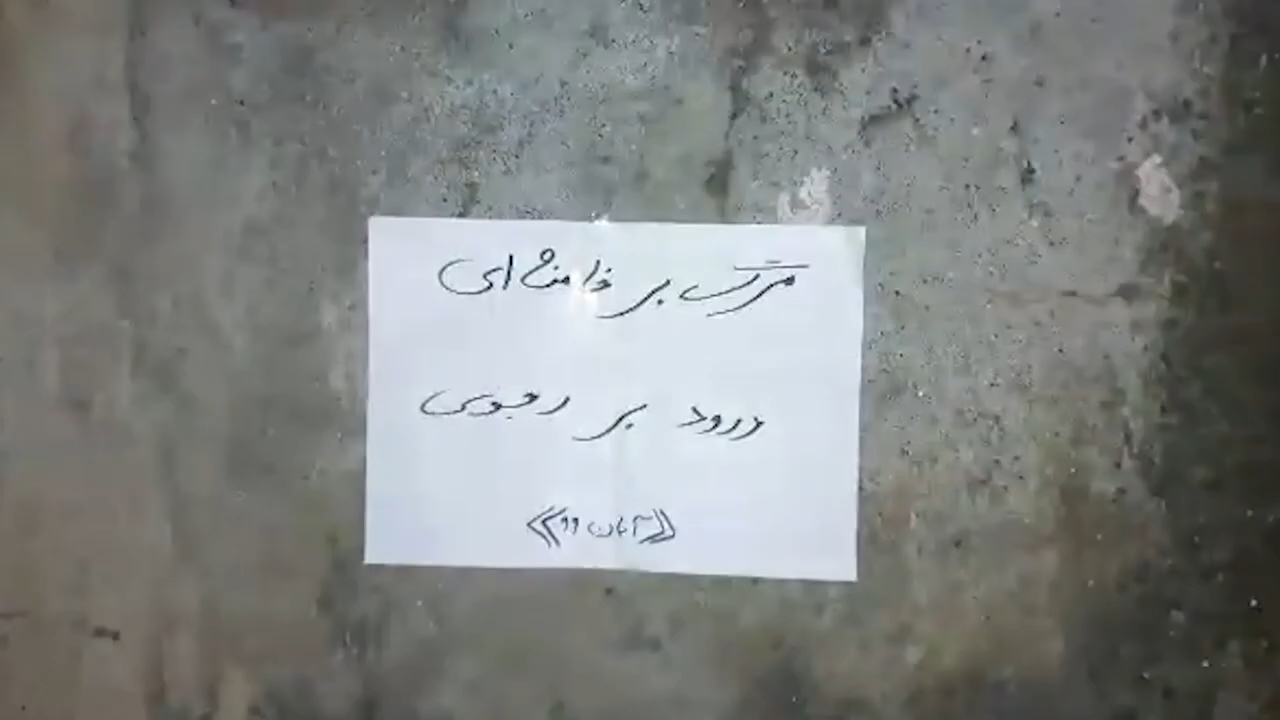 مرگ بر خامنه ای
درود بر رجوی
《آبان ۹۹》